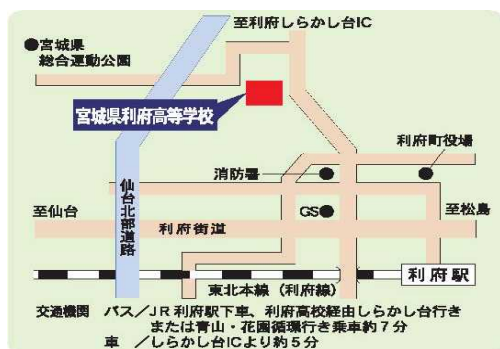 至利府しらかし台IC
宮城県
総合運動公園
宮城県利府高等学校
利府町役場
消防署
仙台北部道路
至仙台
利府街道
GS
至松島
利府駅
東北本線（利府線）
交通機関　バス／JR利府駅下車、利府高校経由しらかし台行き
または青山・花園循環行き乗車約７分
車　／しらかし台ICより約５分